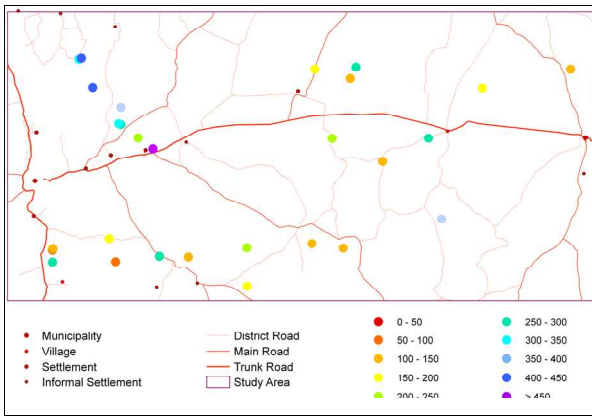 Municipality
Village
Settlement
Informal Settlement
District Road
Main Road
Trunk Road
Study Area
0 - 50
50 - 100
100 - 150
150 - 200
200 - 250
250 - 300
300 - 350
350 - 400
400 - 450
> 450